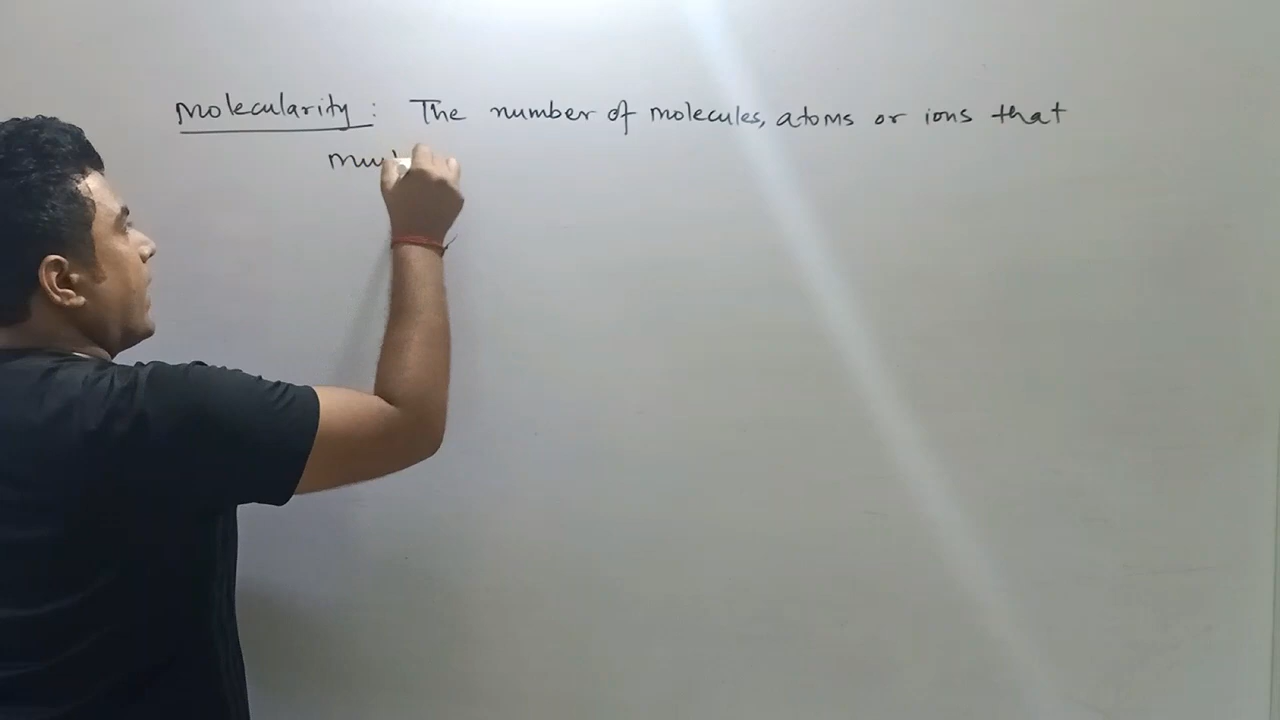 Molecularity : The number of molecules, atoms or ions that